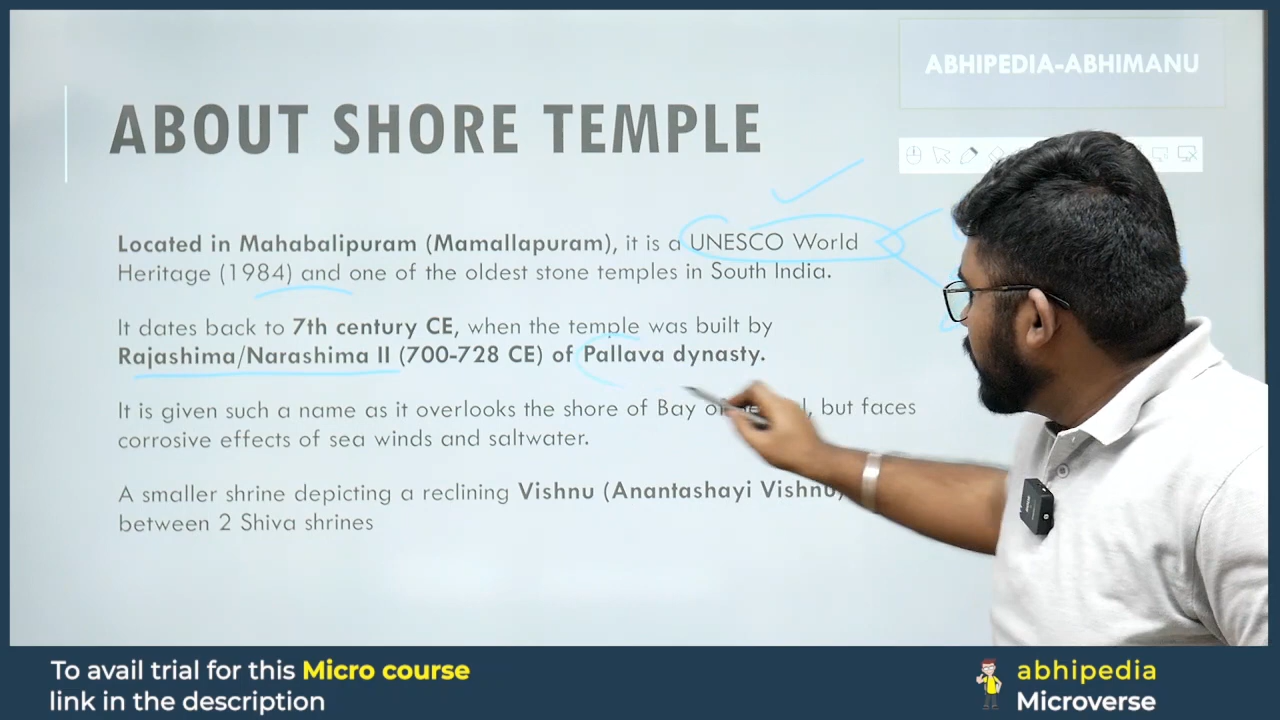 ABHIPEDIA-ABHIMANU
ABOUT SHORE TEMPLE
Located in Mahabalipuram (Mamallapuram), it is a UNESCO World
Heritage (1984) and one of the oldest stone temples in South India.
It dates back to 7th century CE, when the temple was built by
Rajashima/Narashima II (700-728 CE) of Pallava dynasty.
It is given such a name as it overlooks the shore of Bay , but faces
corrosive effects of sea winds and saltwater.
A smaller shrine depicting a reclining Vishnu (Anantashayi Vishnu)
between 2 Shiva shrines
To avail trial for this Micro course
link in the description
abhipedia
Microverse